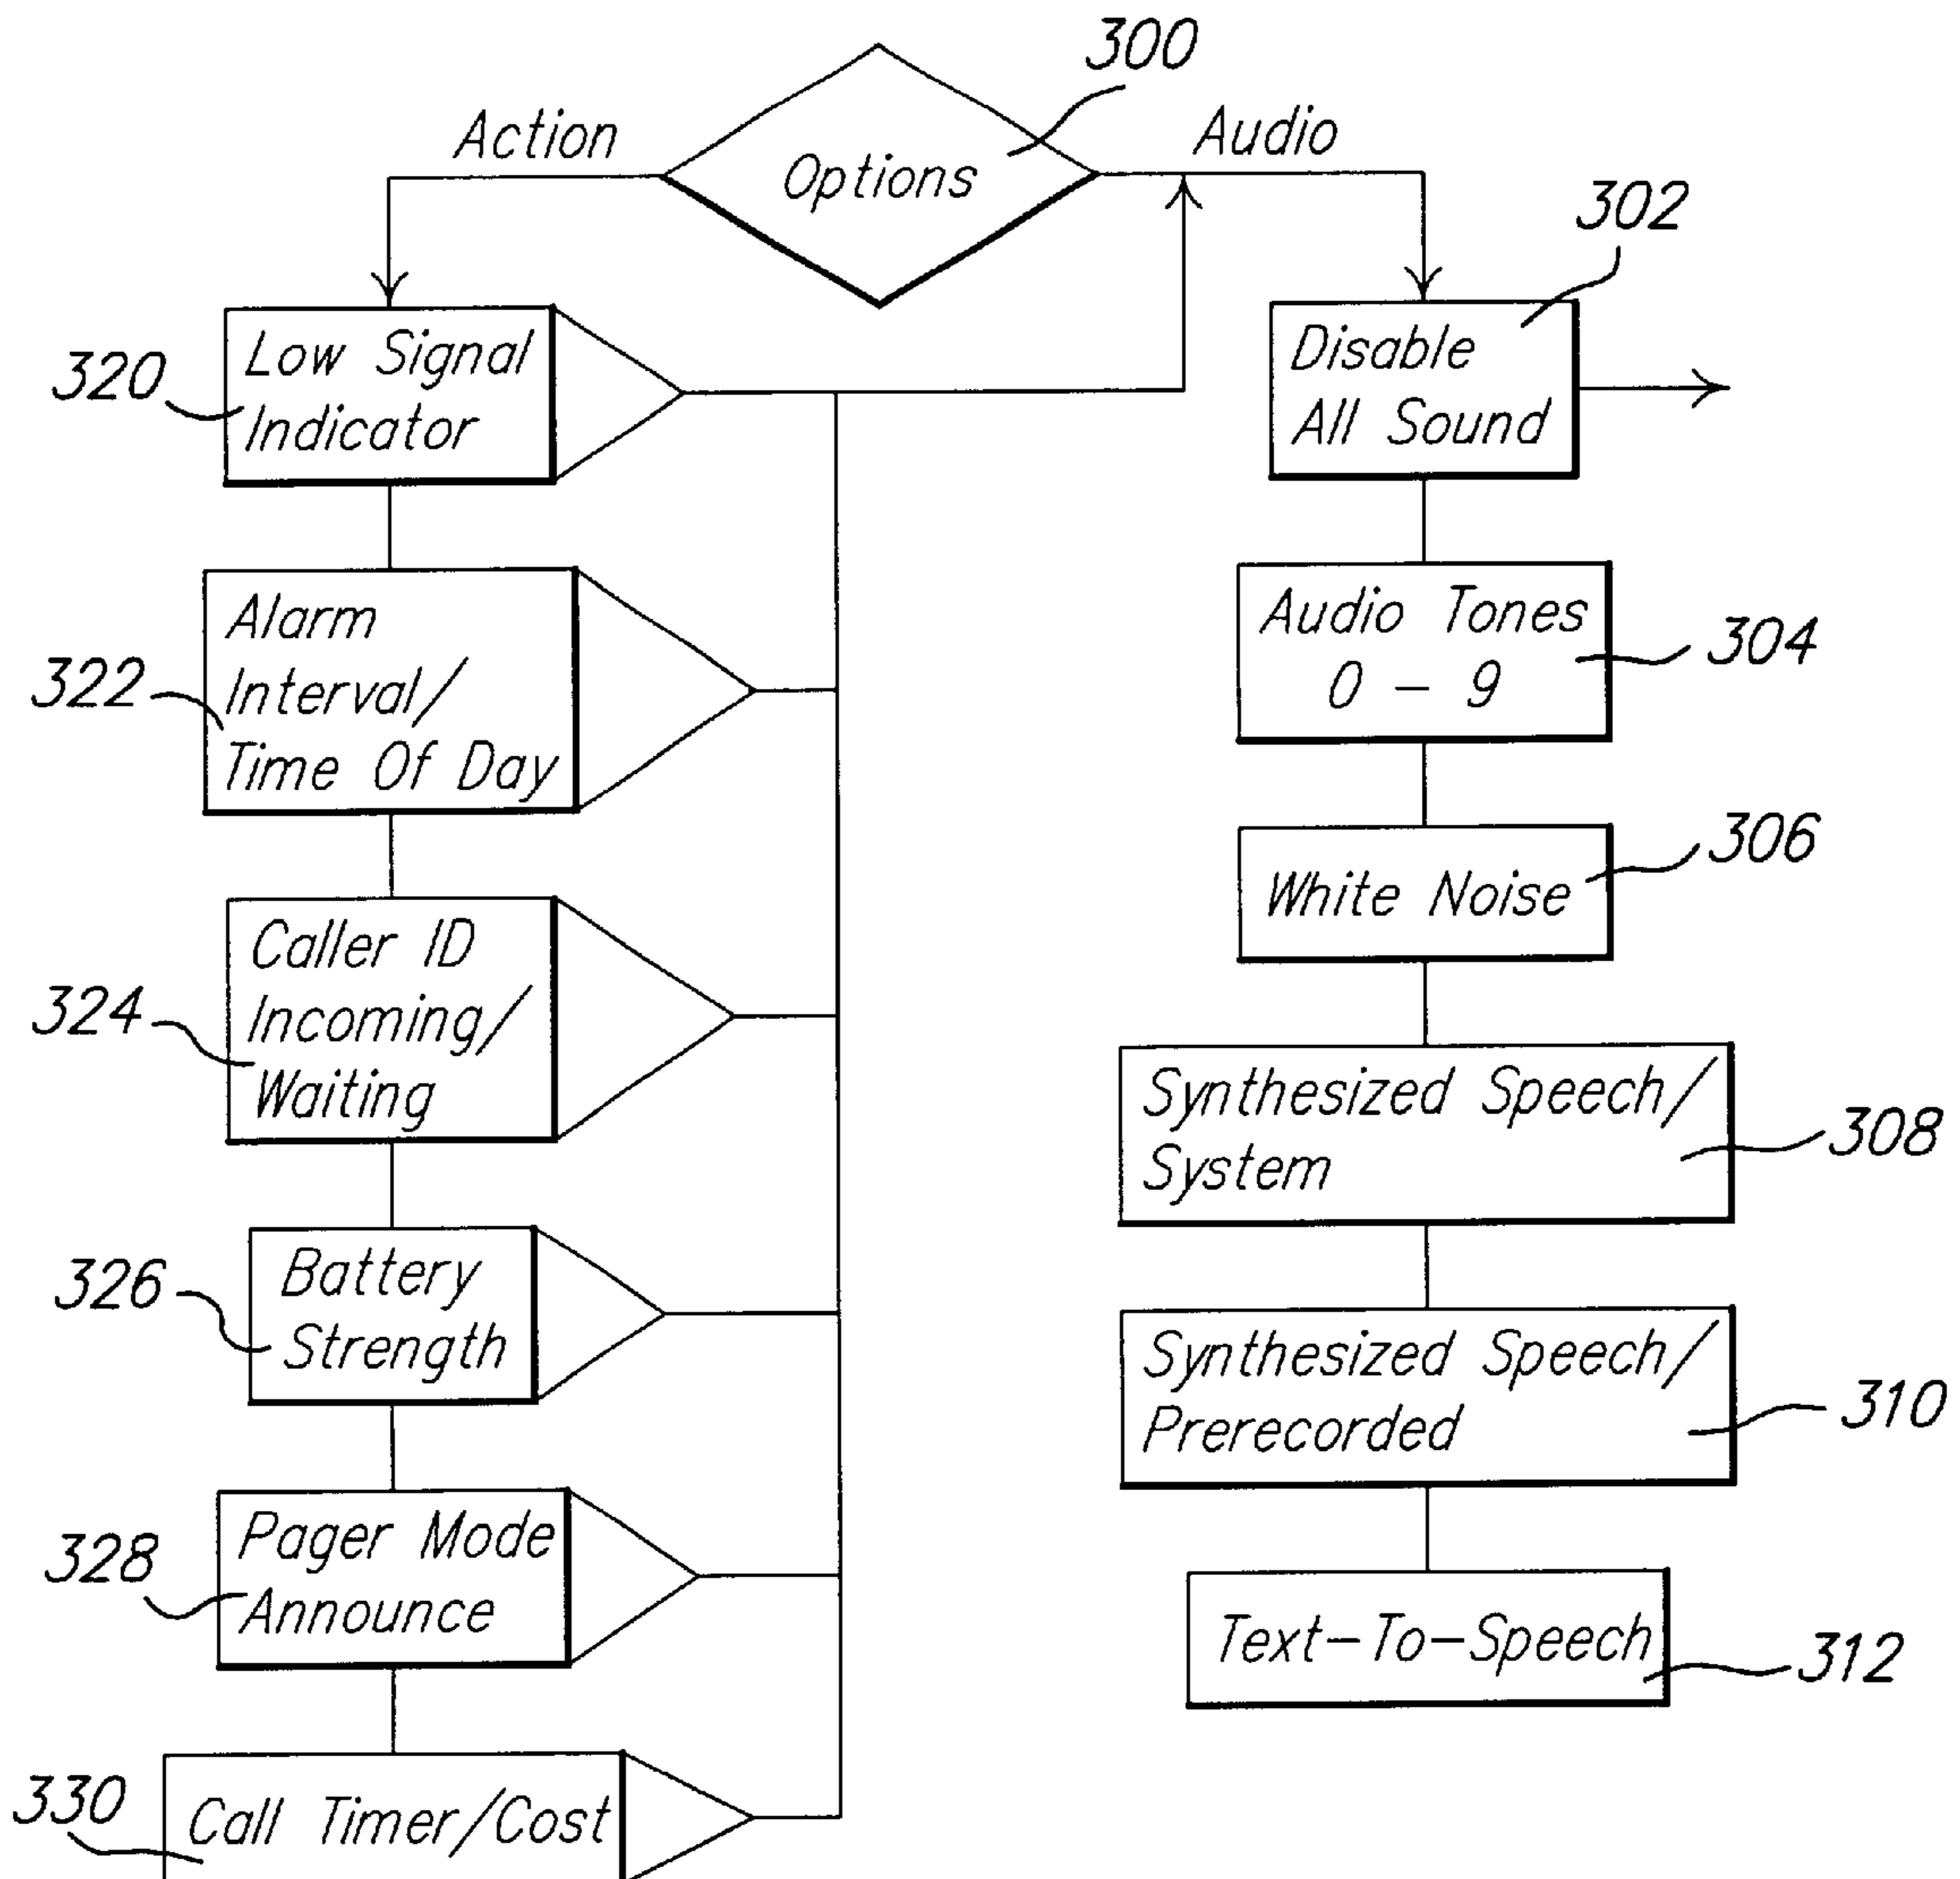 300
Action
Options
Audio
302
Low Signal
Indicator
320
Disable
All Sound
Alarm
Interval/
Time Of Day
322
Audio Tones
0 – 9
304
White Noise
306
Caller ID
Incoming/
Waiting
324
Synthesized Speech/
System
308
Battery
Strength
326
Synthesized Speech/
Prerecorded
310
Pager Mode
Announce
328
Text-To-Speech
312
Call Timer/Cost
330